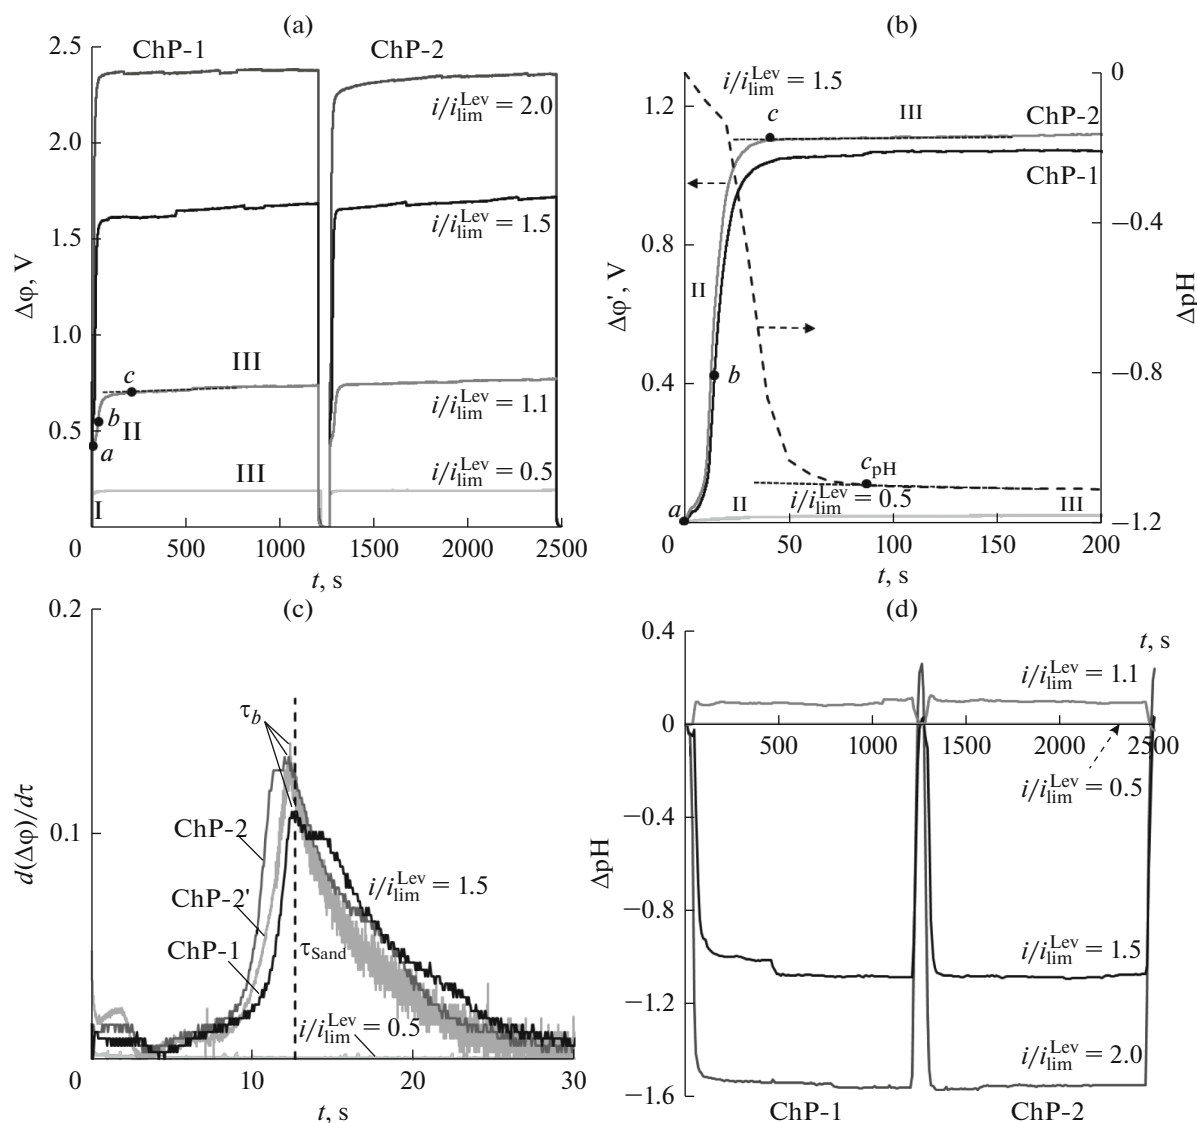 (a)
ChP-1
ChP-2
2.5
2.0
1.5
1.0
0.5
0
Δφ, V
i/i_lim^Lev = 2.0
i/i_lim^Lev = 1.5
III
c
b
II
a
i/i_lim^Lev = 1.1
III
i/i_lim^Lev = 0.5
I
500
1000
1500
2000
2500
t, s
(b)
i/i_lim^Lev = 1.5
c
III
ChP-2
ChP-1
1.2
0.8
0.4
0
Δφ', V
II
b
c_pH
i/i_lim^Lev = 0.5
a
II
III
0
−0.4
−0.8
−1.2
ΔpH
50
100
150
200
t, s
(c)
0.2
0.1
d(Δφ)/dτ
τ_b
ChP-2
ChP-2'
ChP-1
i/i_lim^Lev = 1.5
τ_Sand
i/i_lim^Lev = 0.5
0
10
20
30
t, s
(d)
0.4
0
−0.4
−0.8
−1.2
−1.6
ΔpH
t, s
i/i_lim^Lev = 1.1
500
1000
1500
2000
2500
i/i_lim^Lev = 0.5
i/i_lim^Lev = 1.5
i/i_lim^Lev = 2.0
ChP-1
ChP-2